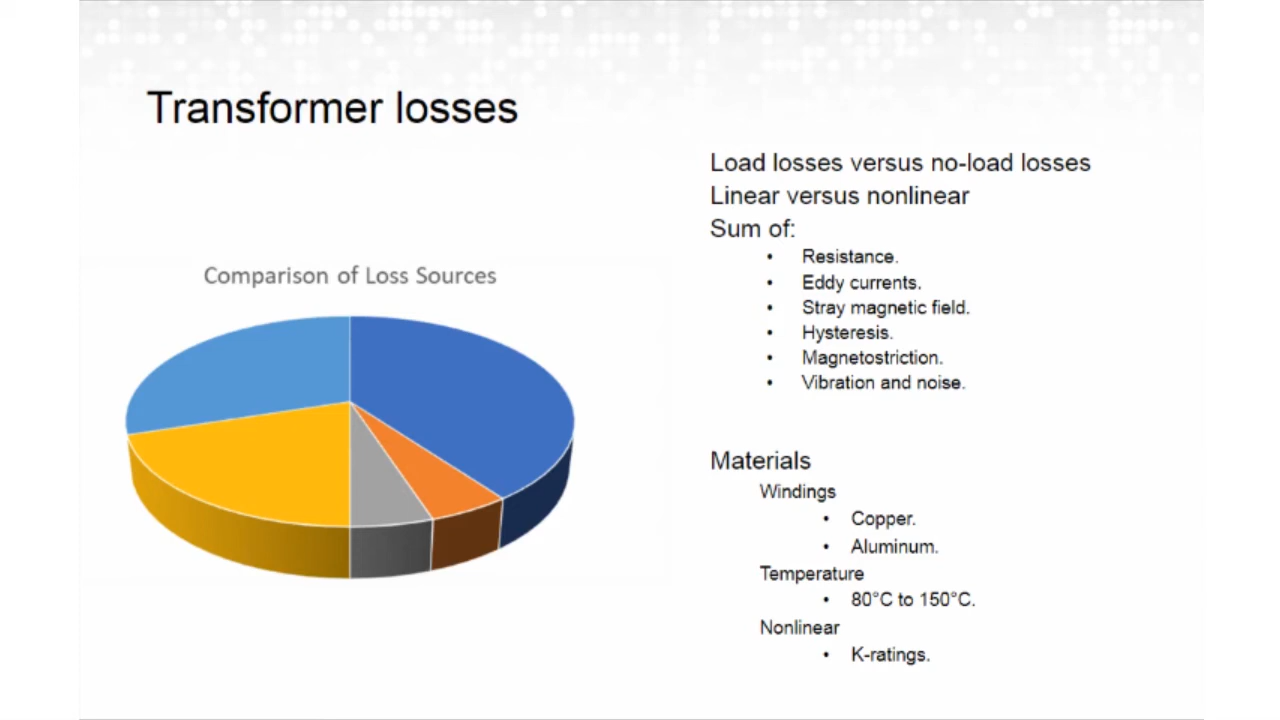 Transformer losses
Comparison of Loss Sources
Load losses versus no-load losses
Linear versus nonlinear
Sum of:
• Resistance.
• Eddy currents.
• Stray magnetic field.
• Hysteresis.
• Magnetostriction.
• Vibration and noise.
Materials
Windings
• Copper.
• Aluminum.
Temperature
• 80°C to 150°C.
Nonlinear
• K-ratings.